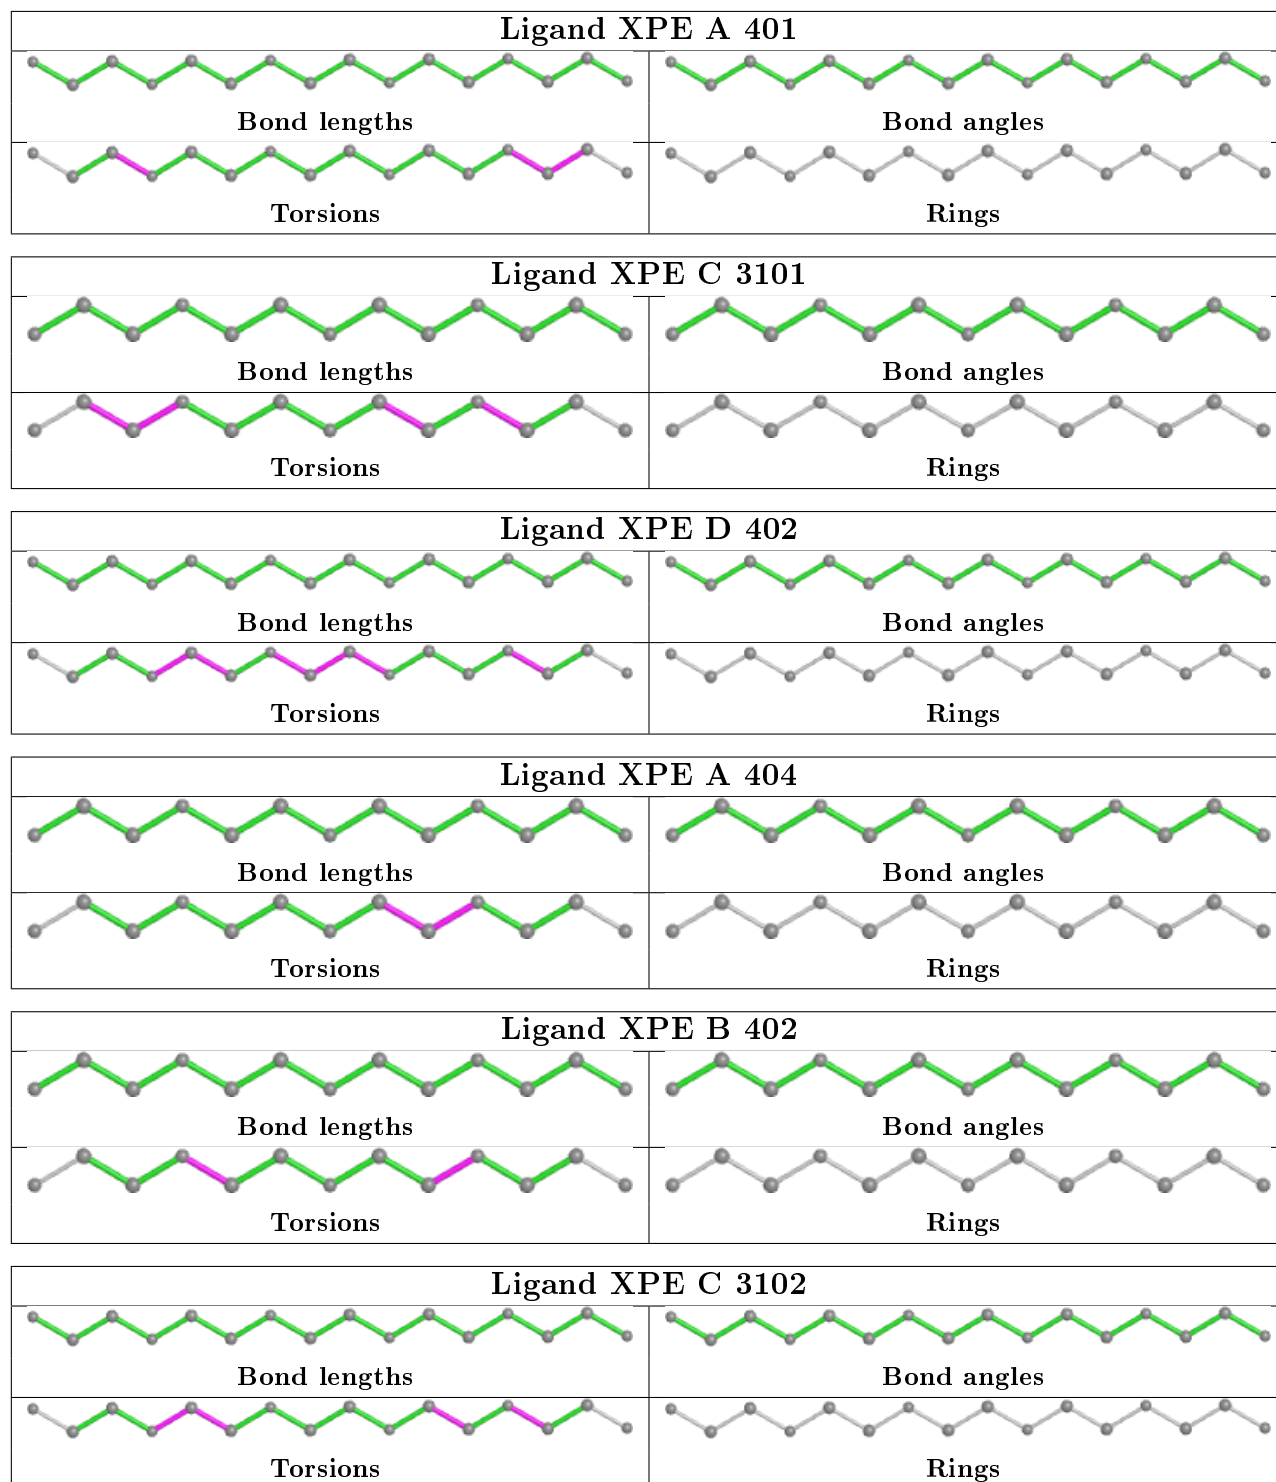 Ligand XPE A 401
Bond lengths Bond angles
Torsions Rings
Ligand XPE C 3101
Bond lengths Bond angles
Torsions Rings
Ligand XPE D 402
Bond lengths Bond angles
Torsions Rings
Ligand XPE A 404
Bond lengths Bond angles
Torsions Rings
Ligand XPE B 402
Bond lengths Bond angles
Torsions Rings
Ligand XPE C 3102
Bond lengths Bond angles
Torsions Rings